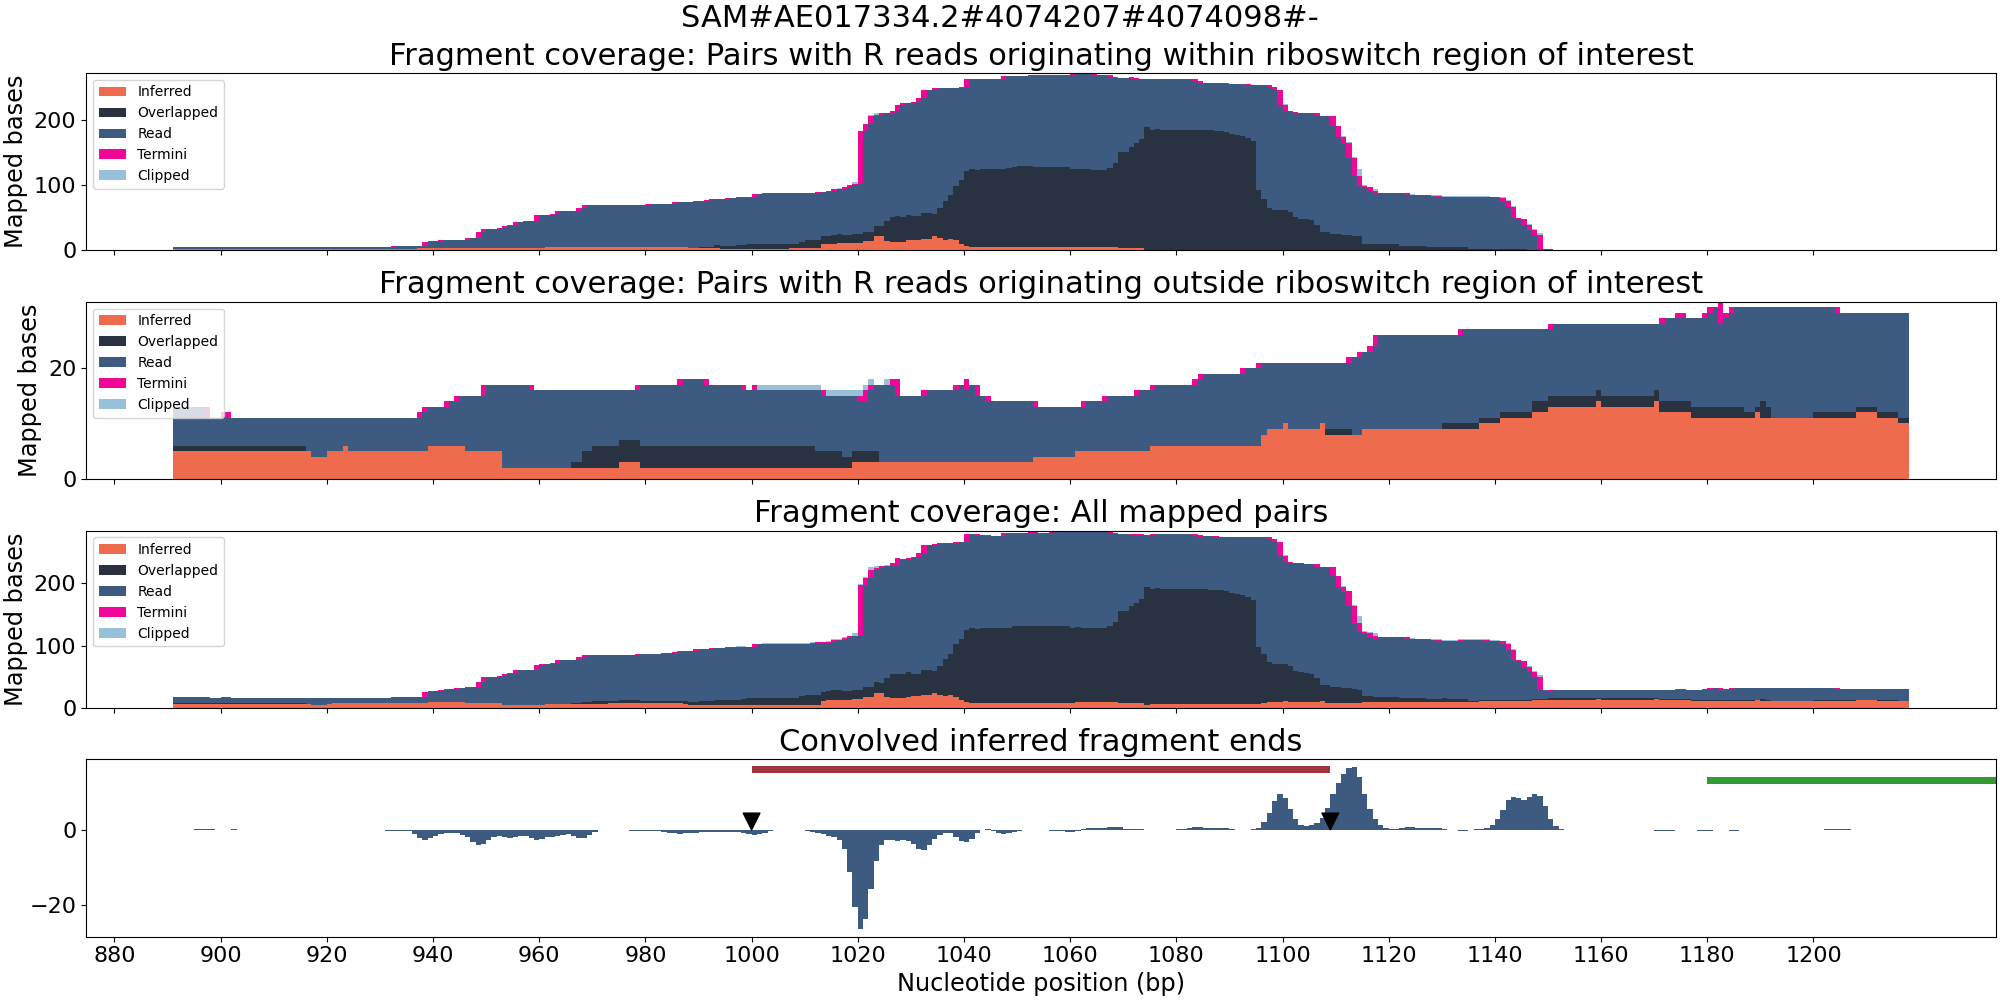 SAM#AE017334.2#4074207#4074098#-
Fragment coverage: Pairs with R reads originating within riboswitch region of interest
Mapped bases
200
100
0
Inferred
Overlapped
Read
Termini
Clipped
Fragment coverage: Pairs with R reads originating outside riboswitch region of interest
Mapped bases
20
0
Inferred
Overlapped
Read
Termini
Clipped
Fragment coverage: All mapped pairs
Mapped bases
200
100
0
Inferred
Overlapped
Read
Termini
Clipped
Convolved inferred fragment ends
0
−20
880 900 920 940 960 980 1000 1020 1040 1060 1080 1100 1120 1140 1160 1180 1200
Nucleotide position (bp)